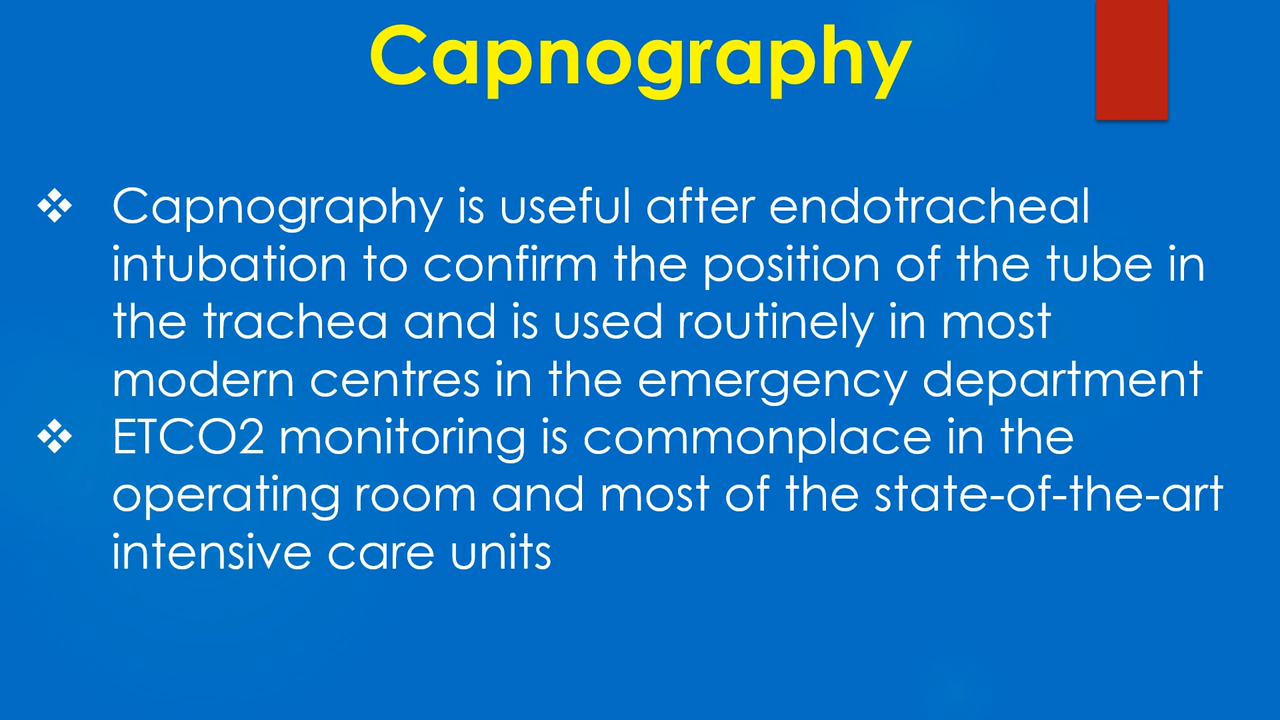 Capnography
❖ Capnography is useful after endotracheal
intubation to confirm the position of the tube in
the trachea and is used routinely in most
modern centres in the emergency department
❖ ETCO2 monitoring is commonplace in the
operating room and most of the state-of-the-art
intensive care units